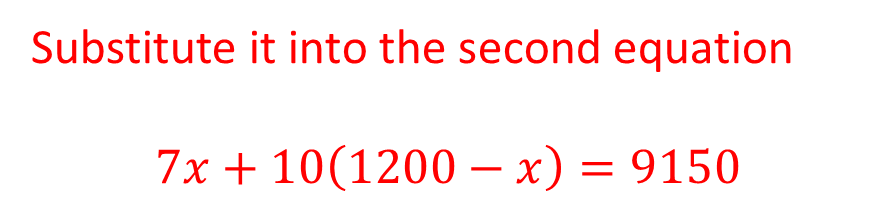 Substitute it into the second equation
7x + 10(1200 − x) = 9150